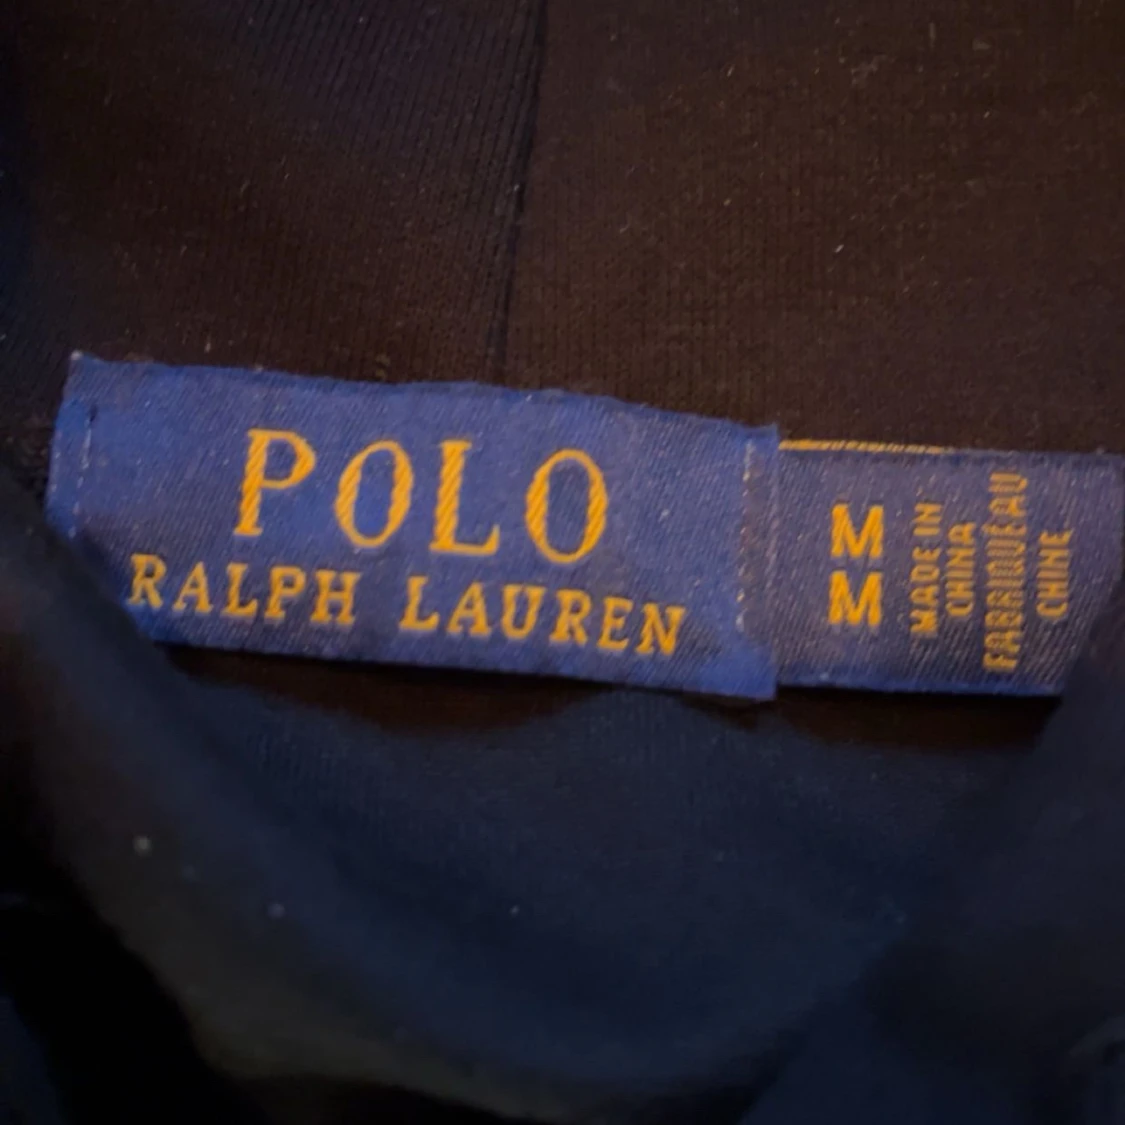 POLO
RALPH LAUREN
M
M
MADE IN
CHINA
FABRIQUÉ AU
CHINE